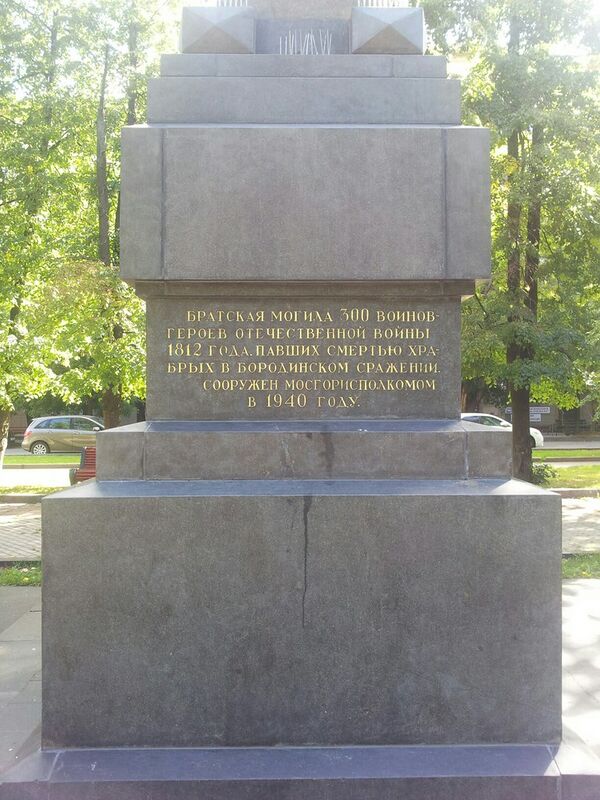 БРАТСКАЯ МОГИЛА 300 ВОИНОВ-
ГЕРОЕВ ОТЕЧЕСТВЕННОЙ ВОЙНЫ
1812 ГОДА, ПАВШИХ СМЕРТЬЮ ХРА-
БРЫХ В БОРОДИНСКОМ СРАЖЕНИИ.
СООРУЖЕН МОСГОРИСПОЛКОМОМ
В 1940 ГОДУ.